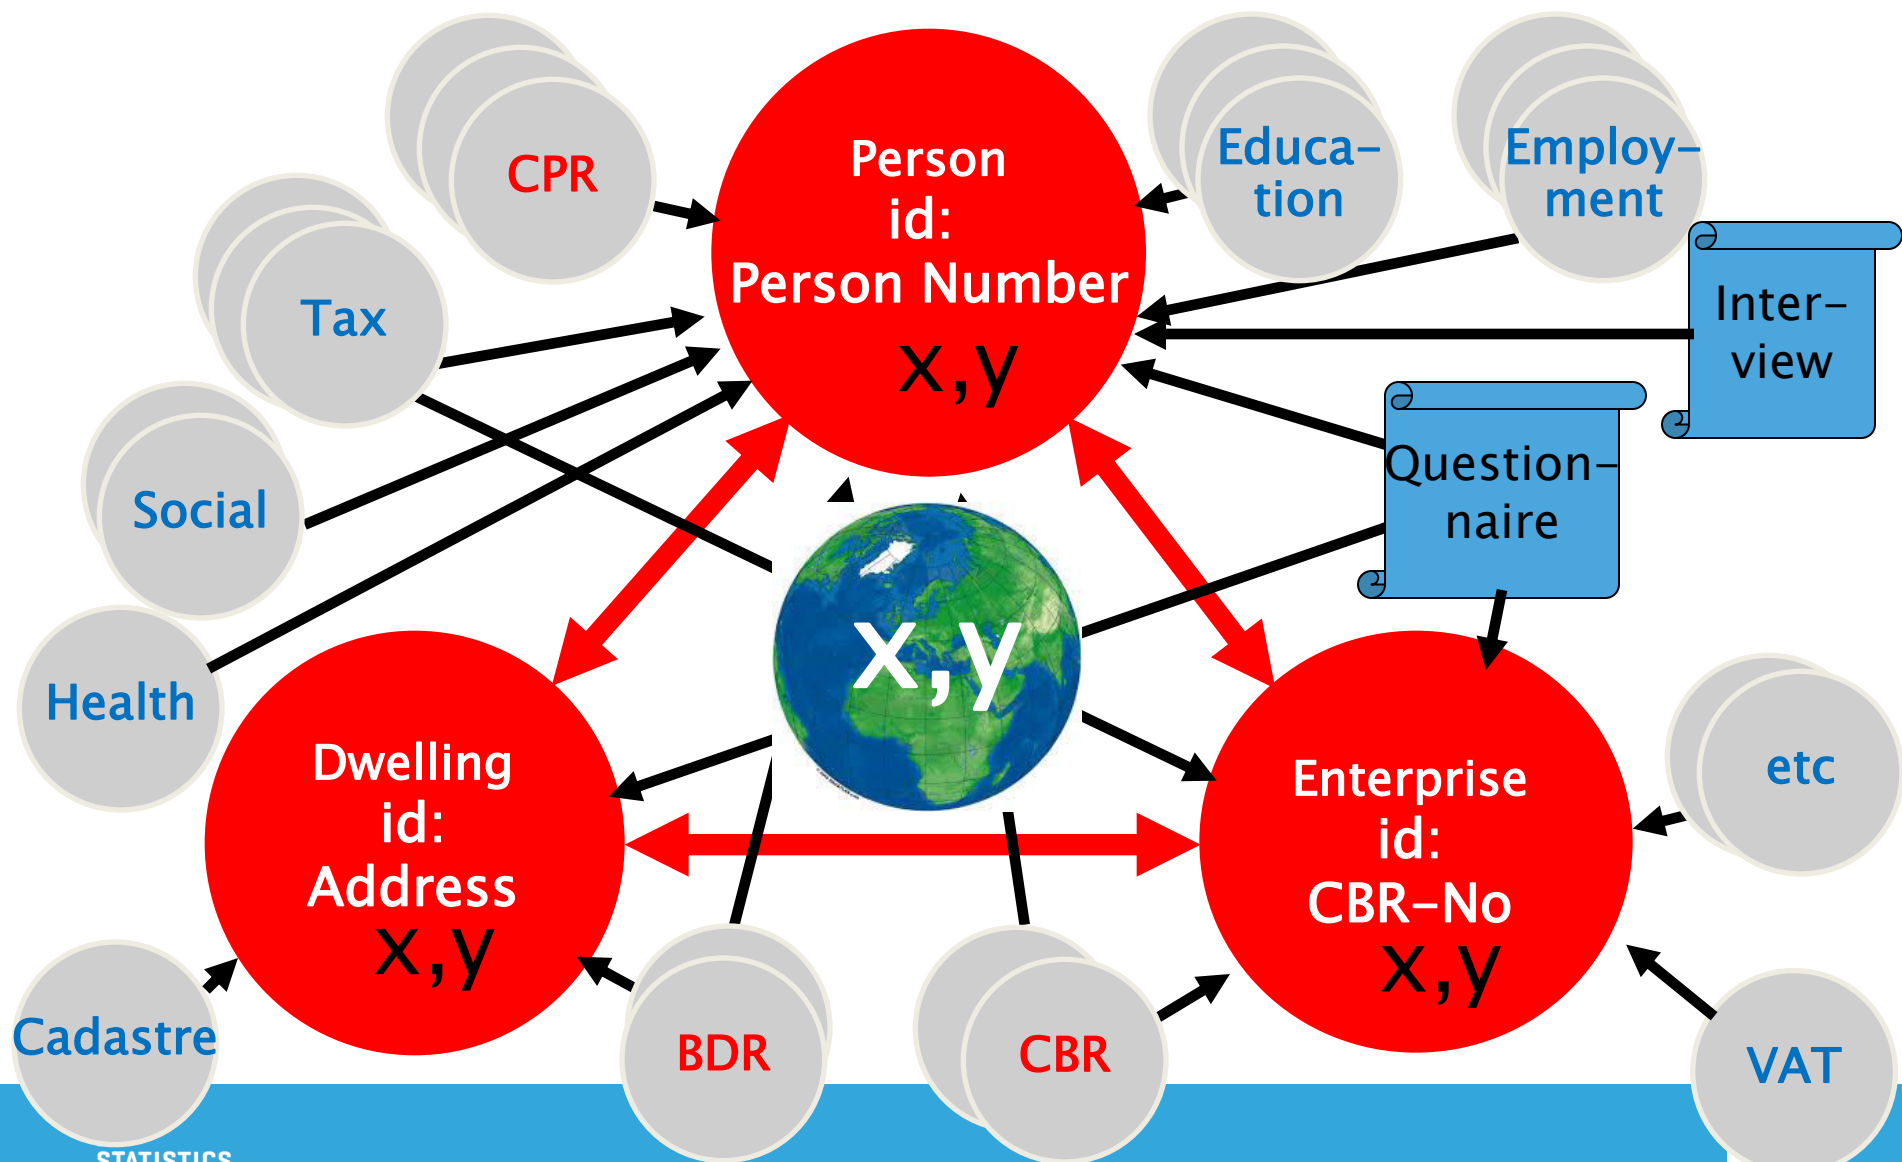 CPR
Person
id:
Person Number
x,y
Educa-
tion
Employ-
ment
Inter-
view
Tax
Question-
naire
Social
x,y
Health
Dwelling
id:
Address
x,y
Enterprise
id:
CBR-No
x,y
etc
Cadastre
BDR
CBR
VAT
STATISTICS